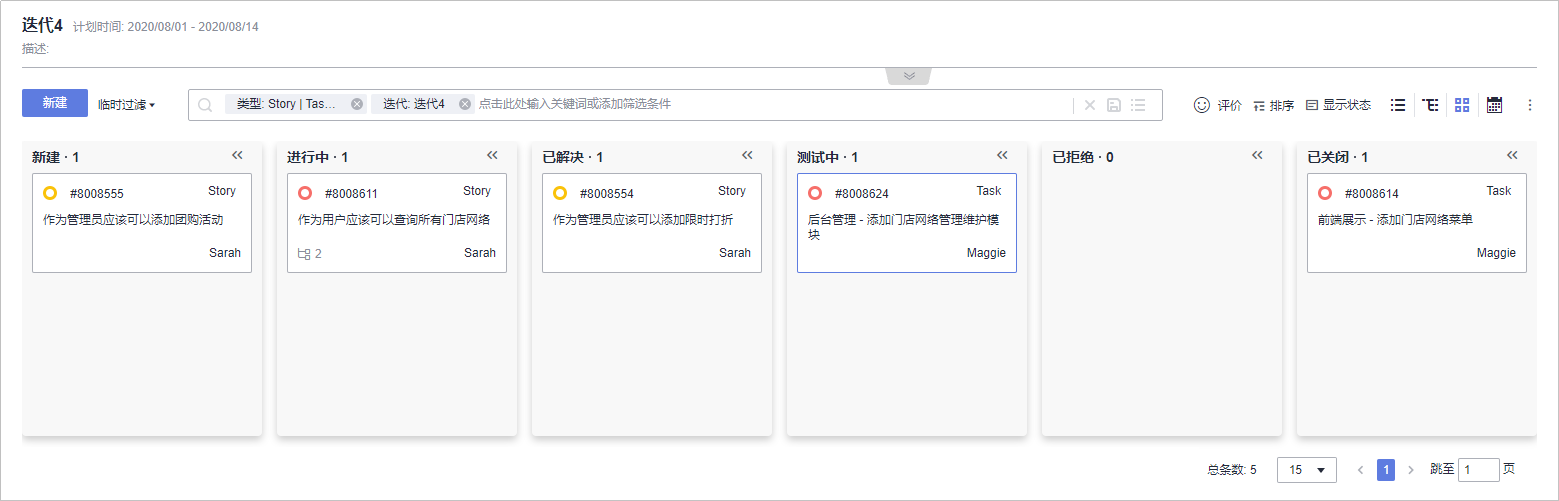 迭代4 计划时间: 2020/08/01 - 2020/08/14
描述:
新建 临时过滤 类型: Story | Tas... 迭代: 迭代4 点击此处输入关键词或添加筛选条件 评价 排序 显示状态
新建 · 1 进行中 · 1 已解决 · 1 测试中 · 1 已拒绝 · 0 已关闭 · 1
#8008555 Story #8008611 Story #8008554 Story #8008624 Task #8008614 Task
作为管理员应该可以添加团购活动 作为用户应该可以查询所有门店网络 作为管理员应该可以添加限时打折 后台管理 - 添加门店网络管理维护模 前端展示 - 添加门店网络菜单
块
Sarah 2 Sarah Sarah Maggie Maggie
总条数: 5 15 1 跳至 1 页